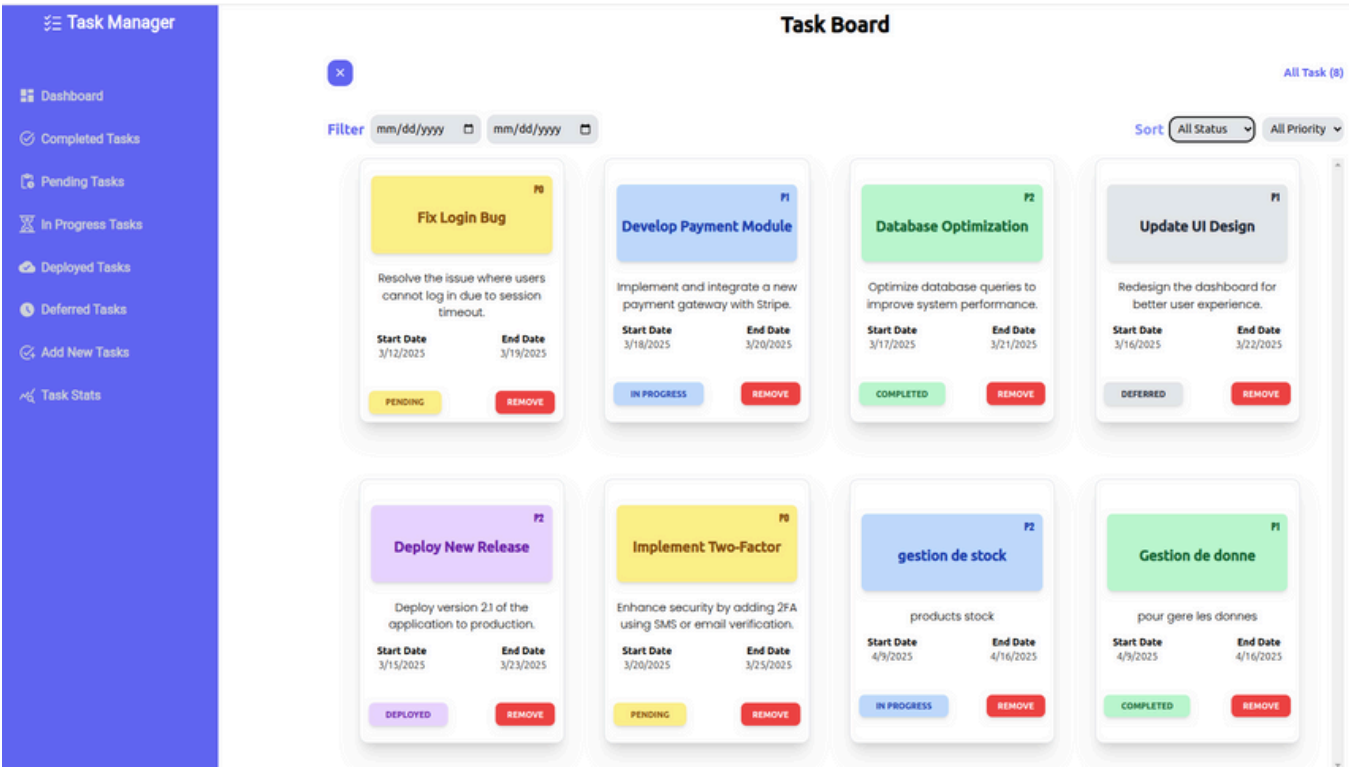 Task Manager
Dashboard
Completed Tasks
Pending Tasks
In Progress Tasks
Deployed Tasks
Deferred Tasks
Add New Tasks
Task Stats
Task Board
All Task (8)
Filter mm/dd/yyyy mm/dd/yyyy
Sort All Status All Priority
P0
Fix Login Bug
Resolve the issue where users
cannot log in due to session
timeout.
Start Date End Date
3/12/2025 3/19/2025
PENDING REMOVE
P1
Develop Payment Module
Implement and integrate a new
payment gateway with Stripe.
Start Date End Date
3/18/2025 3/20/2025
IN PROGRESS REMOVE
P2
Database Optimization
Optimize database queries to
improve system performance.
Start Date End Date
3/17/2025 3/21/2025
COMPLETED REMOVE
P1
Update UI Design
Redesign the dashboard for
better user experience.
Start Date End Date
3/16/2025 3/22/2025
DEFERRED REMOVE
P2
Deploy New Release
Deploy version 2.1 of the
application to production.
Start Date End Date
3/15/2025 3/23/2025
DEPLOYED REMOVE
P0
Implement Two-Factor
Enhance security by adding 2FA
using SMS or email verification.
Start Date End Date
3/20/2025 3/25/2025
PENDING REMOVE
P2
gestion de stock
products stock
Start Date End Date
4/9/2025 4/16/2025
IN PROGRESS REMOVE
P1
Gestion de donne
pour gere les donnes
Start Date End Date
4/9/2025 4/16/2025
COMPLETED REMOVE